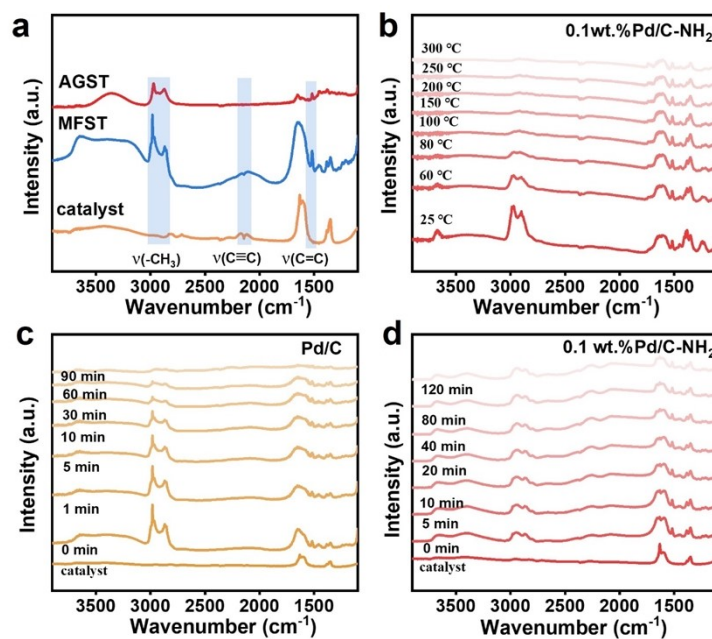 a
AGST
MFST
catalyst
ν(-CH₃)
ν(C≡C)
ν(C=C)
3500 3000 2500 2000 1500
Wavenumber (cm⁻¹)
Intensity (a.u.)
b
0.1wt.%Pd/C-NH₂
300 °C
250 °C
200 °C
150 °C
100 °C
80 °C
60 °C
25 °C
3500 3000 2500 2000 1500
Wavenumber (cm⁻¹)
Intensity (a.u.)
c
Pd/C
90 min
60 min
30 min
10 min
5 min
1 min
0 min
catalyst
3500 3000 2500 2000 1500
Wavenumber (cm⁻¹)
Intensity (a.u.)
d
0.1 wt.%Pd/C-NH₂
120 min
80 min
40 min
20 min
10 min
5 min
0 min
catalyst
3500 3000 2500 2000 1500
Wavenumber (cm⁻¹)
Intensity (a.u.)